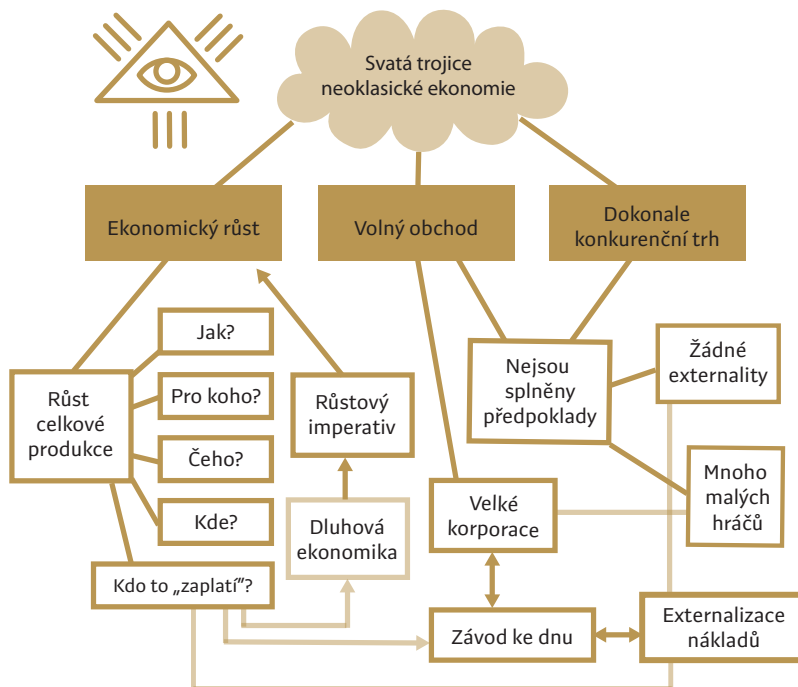 Svatá trojice
neoklasické ekonomie
Ekonomický růst
Volný obchod
Dokonale
konkurenční trh
Jak?
Pro koho?
Čeho?
Kde?
Růst
celkové
produkce
Růstový
imperativ
Nejsou
splněny
předpoklady
Žádné
externality
Mnoho
malých
hráčů
Velké
korporace
Dluhová
ekonomika
Kdo to „zaplatí"?
Závod ke dnu
Externalizace
nákladů